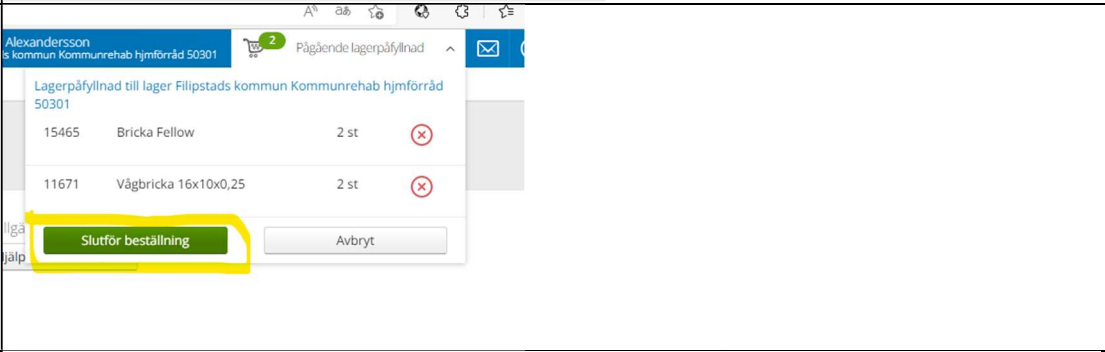 Alexandersson
ds kommun Kommunrehab hjmförråd 50301
2
Pågående lagerpåfyllnad
Lagerpåfyllnad till lager Filipstads kommun Kommunrehab hjmförråd
50301
15465 Bricka Fellow 2 st
11671 Vågbricka 16x10x0,25 2 st
Slutför beställning Avbryt